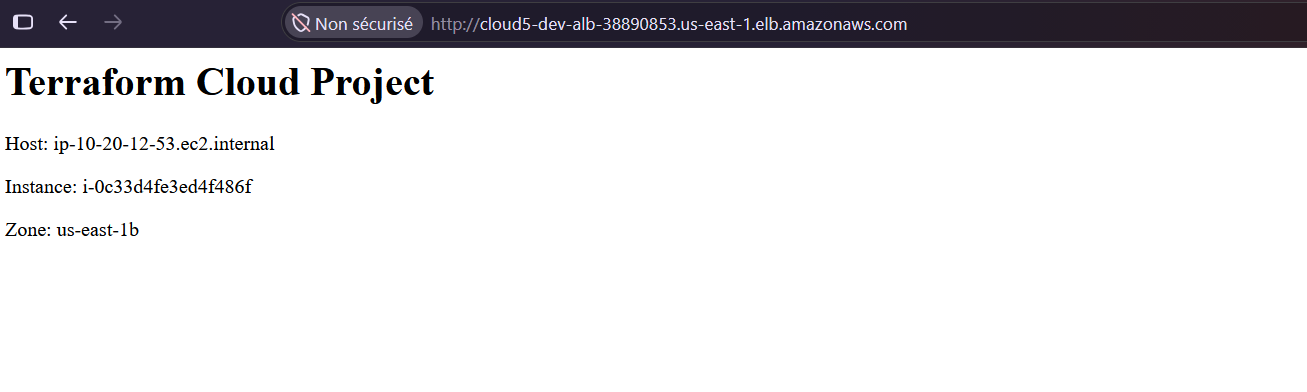 Non sécurisé http://cloud5-dev-alb-38890853.us-east-1.elb.amazonaws.com
Terraform Cloud Project
Host: ip-10-20-12-53.ec2.internal
Instance: i-0c33d4fe3ed4f486f
Zone: us-east-1b